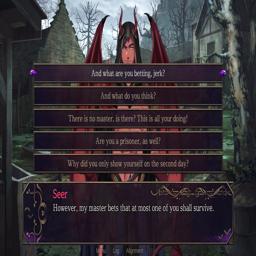 And what are you betting, jerk?
And what do you think?
There is no master, is there? This is all your doing!
Are you a prisoner, as well?
Why did you only show yourself on the second day?
Seer
However, my master bets that at most one of you shall survive.
Log Alignment